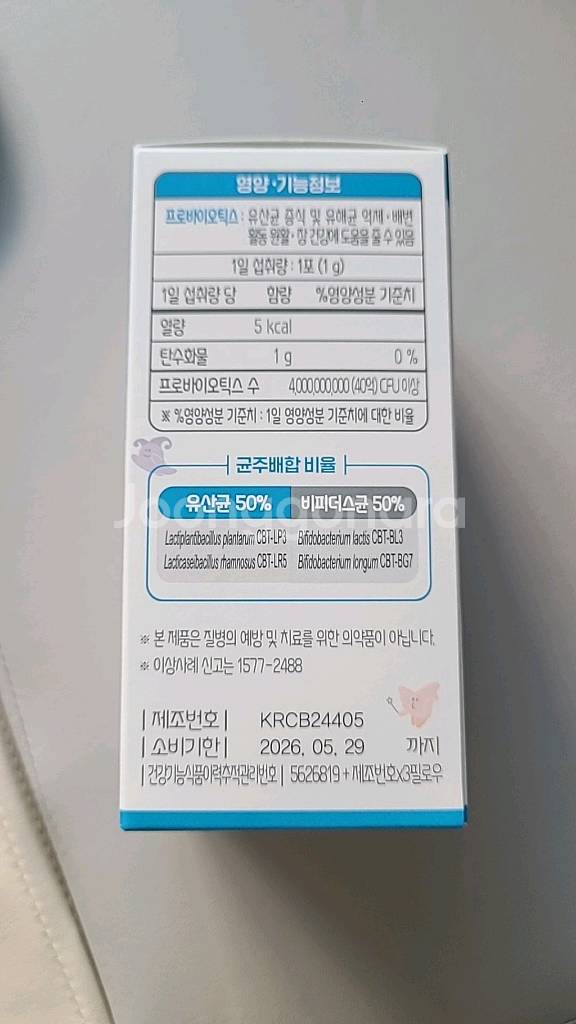 영양·기능정보
프로바이오틱스 : 유산균 증식 및 유해균 억제·배변
활동 원활·장 건강에 도움을 줄 수 있음
1일 섭취량 : 1포 (1 g)
1일 섭취량 당 함량 %영양성분 기준치
열량 5 kcal
탄수화물 1 g 0 %
프로바이오틱스 수 4,000,000,000 (40억) CFU 이상
※ %영양성분 기준치 : 1일 영양성분 기준치에 대한 비율
균주배합 비율
유산균 50% 비피더스균 50%
Joongonara
Lactiplantibacillus plantarum CBT-LP3 Bifidobacterium lactis CBT-BL3
Lacticaseibacillus rhamnosus CBT-LR5 Bifidobacterium longum CBT-BG7
※ 본 제품은 질병의 예방 및 치료를 위한 의약품이 아닙니다.
※ 이상사례 신고는 1577-2488
| 제조번호 | KRCB24405
| 소비기한 | 2026, 05, 29 까지
| 건강기능식품이력추적관리번호 | 5626819 + 제조번호x3필로우